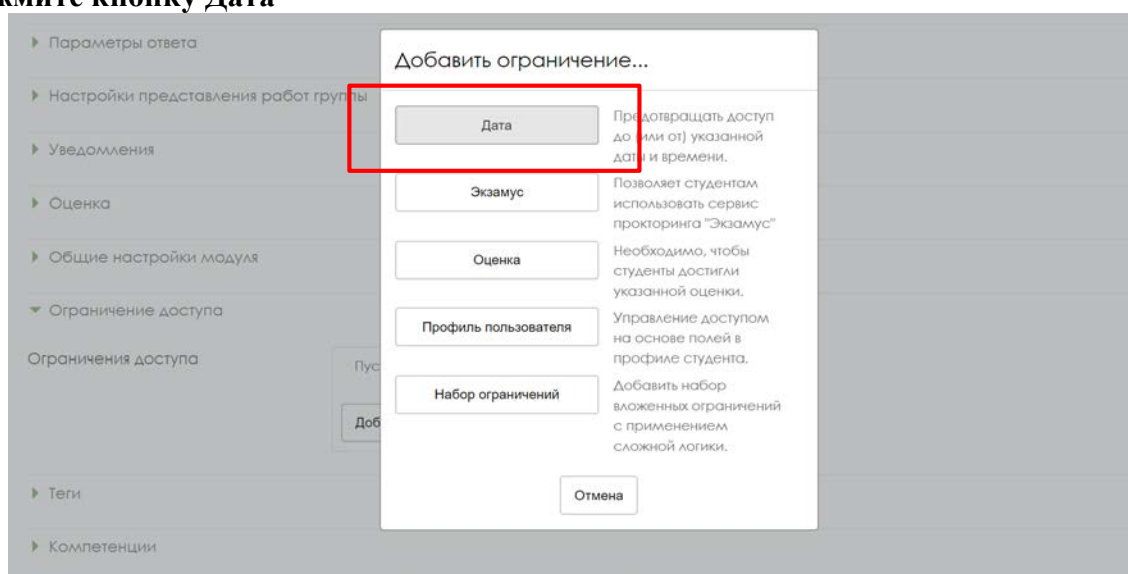 кнопку Дата
Параметры ответа
Настройки представления работ группы
Уведомления
Оценка
Общие настройки модуля
Ограничение доступа
Ограничения доступа
Пус
Доб
Теги
Компетенции
Добавить ограничение...
Дата
Предотвращать доступ
до (или от) указанной
даты и времени.
Экзамус
Позволяет студентам
использовать сервис
прокторинга "Экзамус"
Оценка
Необходимо, чтобы
студенты достигли
указанной оценки.
Профиль пользователя
Управление доступом
на основе полей в
профиле студента.
Набор ограничений
Добавить набор
вложенных ограничений
с применением
сложной логики.
Отмена